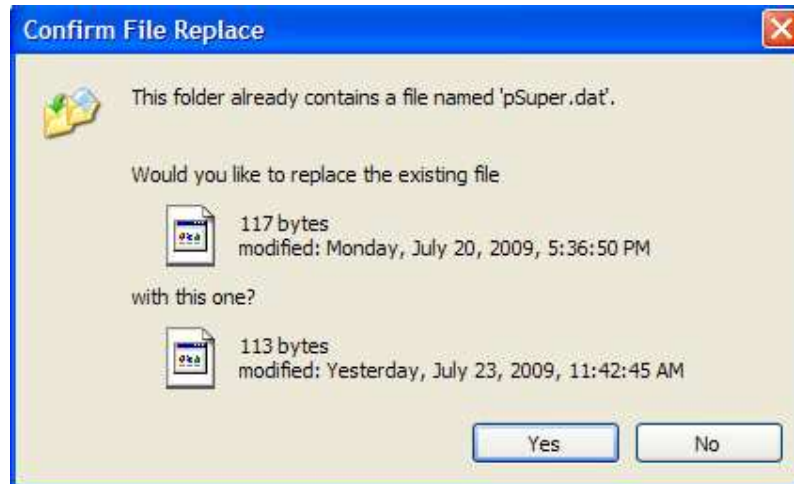 Confirm File Replace
This folder already contains a file named 'pSuper.dat'.
Would you like to replace the existing file
117 bytes
modified: Monday, July 20, 2009, 5:36:50 PM
with this one?
113 bytes
modified: Yesterday, July 23, 2009, 11:42:45 AM
Yes
No